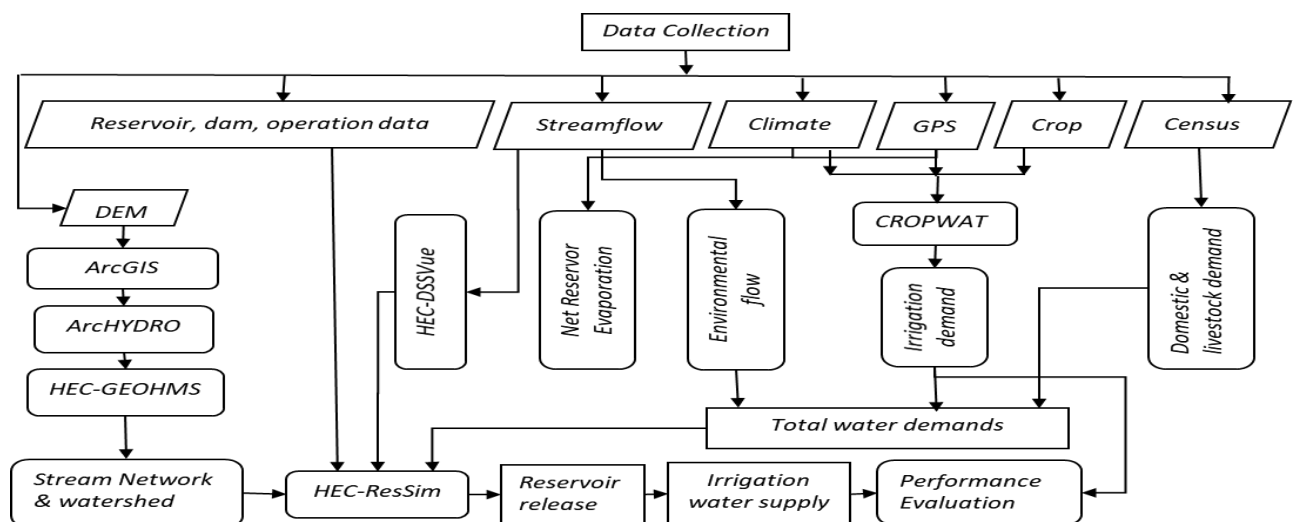 Data Collection
Reservoir, dam, operation data
Streamflow
Climate
GPS
Crop
Census
DEM
ArcGIS
ArcHYDRO
HEC-GEOHMS
Stream Network
& watershed
HEC-DSSVue
Net Reservor
Evaporation
Environmental
flow
CROPWAT
Irrigation
demand
Domestic &
livestock demand
Total water demands
HEC-ResSim
Reservoir
release
Irrigation
water supply
Performance
Evaluation